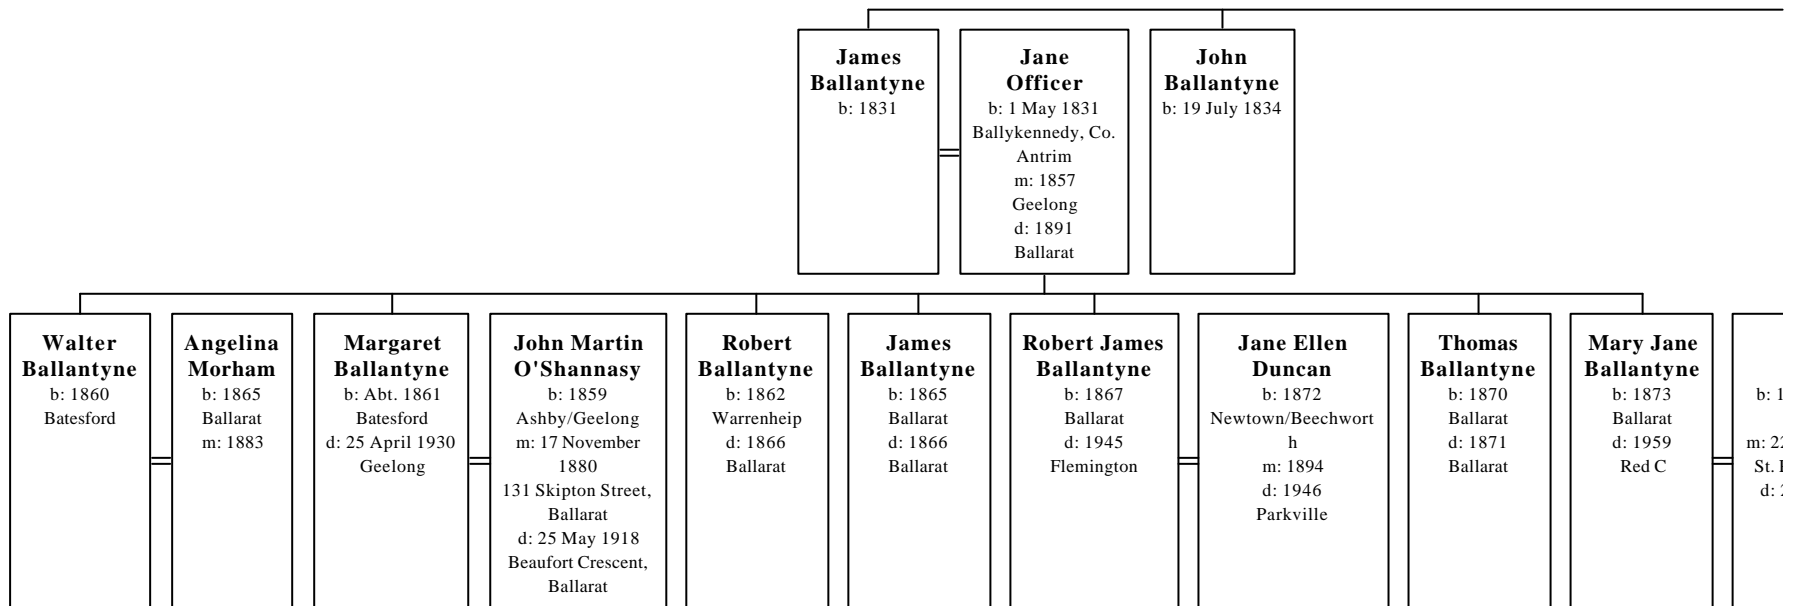 James
Ballantyne
b: 1831
Jane
Officer
b: 1 May 1831
Ballykennedy, Co.
Antrim
m: 1857
Geelong
d: 1891
Ballarat
John
Ballantyne
b: 19 July 1834
Walter
Ballantyne
b: 1860
Batesford
Angelina
Morham
b: 1865
Ballarat
m: 1883
Margaret
Ballantyne
b: Abt. 1861
Batesford
d: 25 April 1930
Geelong
John Martin
O'Shannasy
b: 1859
Ashby/Geelong
m: 17 November
1880
131 Skipton Street,
Ballarat
d: 25 May 1918
Beaufort Crescent,
Ballarat
Robert
Ballantyne
b: 1862
Warrenheip
d: 1866
Ballarat
James
Ballantyne
b: 1865
Ballarat
d: 1866
Ballarat
Robert James
Ballantyne
b: 1867
Ballarat
d: 1945
Flemington
Jane Ellen
Duncan
b: 1872
Newtown/Beechwort
h
m: 1894
d: 1946
Parkville
Thomas
Ballantyne
b: 1870
Ballarat
d: 1871
Ballarat
Mary Jane
Ballantyne
b: 1873
Ballarat
d: 1959
Red C
b: 1
m: 22
St.
d: